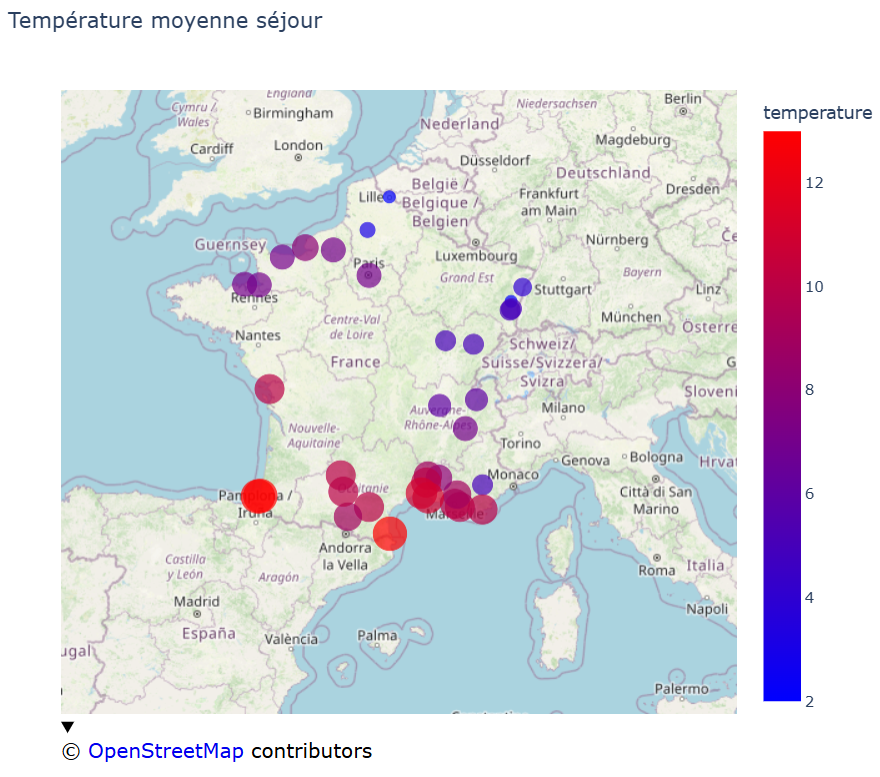 Température moyenne séjour
temperature
England
Berlin
Cymru /
Wales
Birmingham
Niedersachsen
Nederland
Magdeburg
Cardiff
London
Düsseldorf
Deutschland
België /
Belgique /
Belgien
Lille
Frankfurt
am Main
Dresden
12
Guernsey
Luxembourg
Nürnberg
Če
Paris
Grand Est
Bayern
Rennes
Stuttgart
Linz
10
München
Centre-Val
de Loire
Nantes
Österre
France
Schweiz/
Suisse/Svizzera/
Svizra
8
Sloveni
Auvergne-
Rhône-Alpes
Milano
Nouvelle-
Aquitaine
Torino
Genova
Bologna
Hrvat
Monaco
Occitanie
Pamplona /
Iruña
Città di San
Marino
6
Marseille
Andorra
la Vella
Castilla
y León
Aragón
Roma
Italia
Madrid
Napoli
4
España
València
Palma
ugal
Palermo
2
© OpenStreetMap contributors